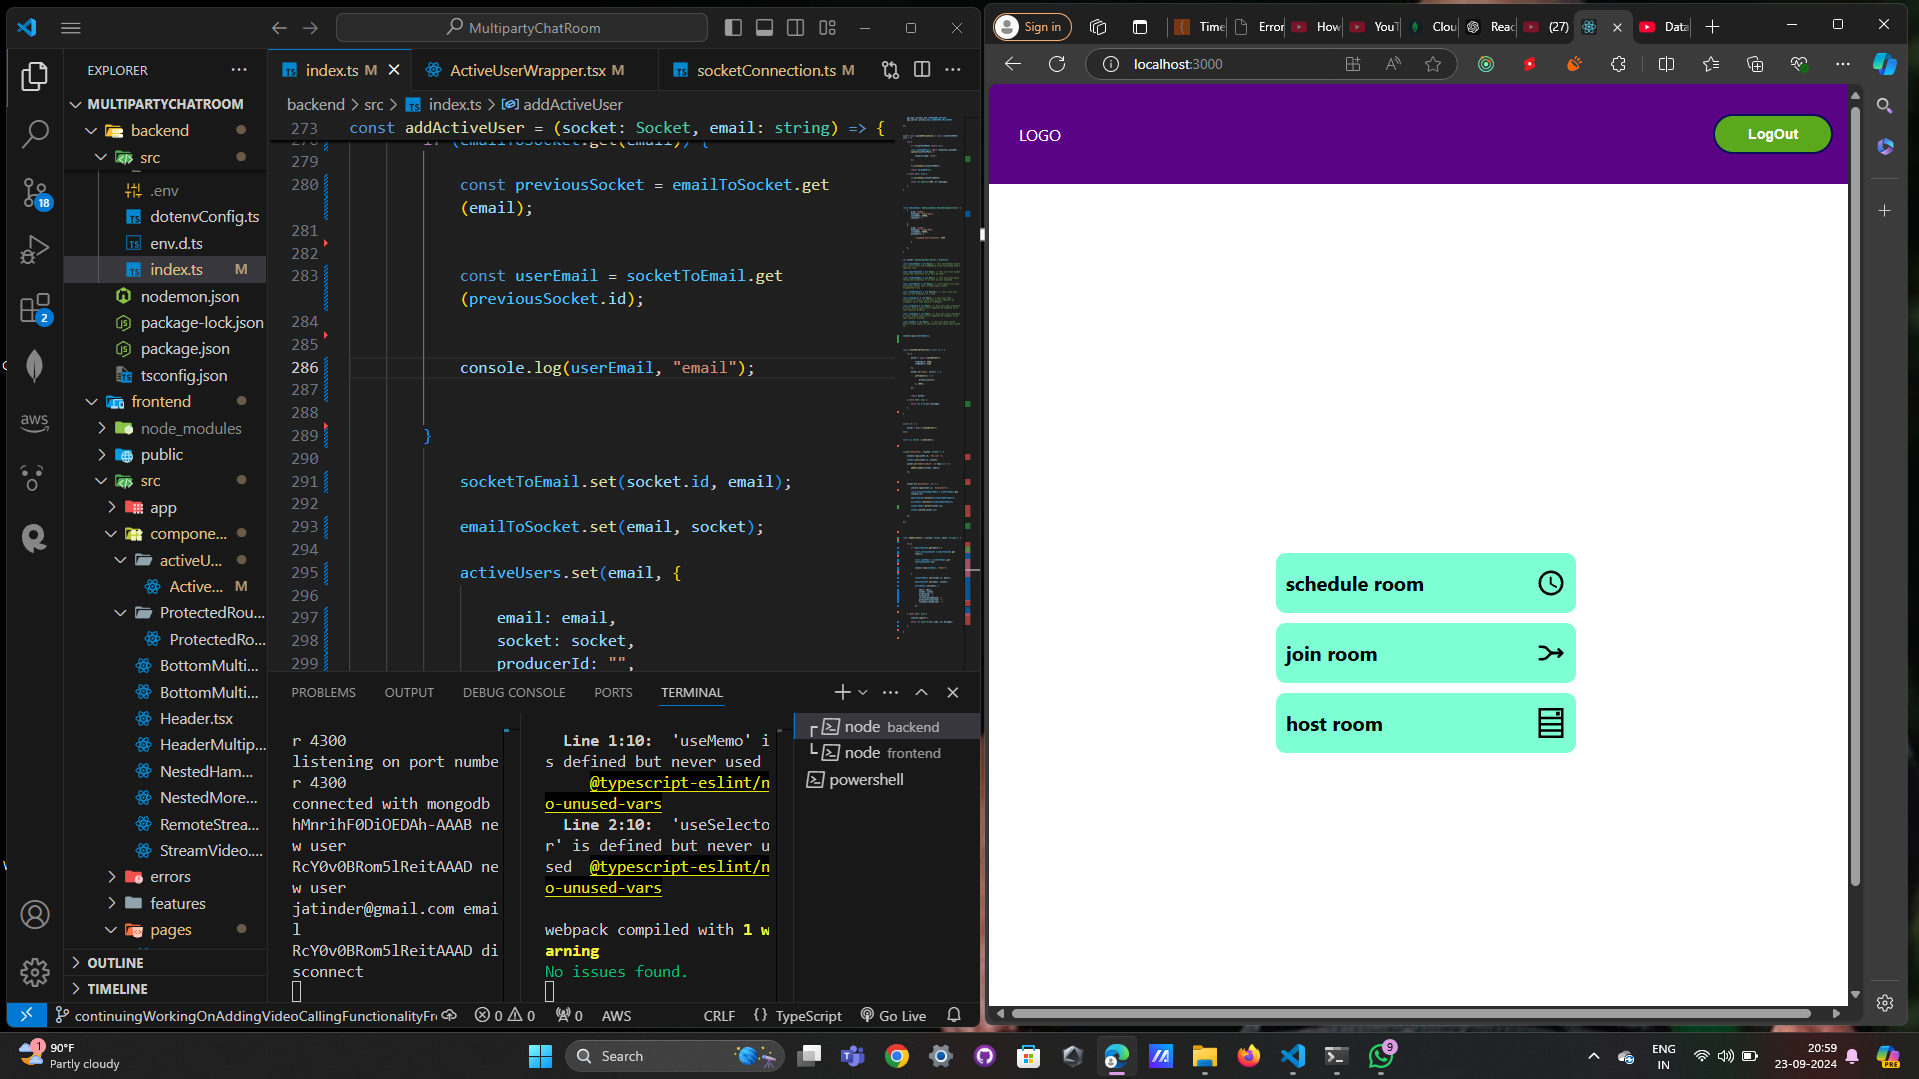 MultipartyChatRoom
EXPLORER
MULTIPARTYCHATROOM
backend
src
.env
dotenvConfig.ts
env.d.ts
index.ts M
nodemon.json
package-lock.json
package.json
tsconfig.json
frontend
node_modules
public
src
app
compone...
activeU...
Active... M
ProtectedRou...
ProtectedRo...
BottomMulti...
BottomMulti...
Header.tsx
HeaderMultip...
NestedHam...
NestedMore...
RemoteStrea...
StreamVideo....
errors
features
pages
OUTLINE
TIMELINE
18
2
aws
index.ts M
ActiveUserWrapper.tsx M
socketConnection.ts M
backend > src > index.ts > addActiveUser
273 const addActiveUser = (socket: Socket, email: string) => {
278 if (emailToSocket.get(email)) {
279
280 const previousSocket = emailToSocket.get
(email);
281
282
283 const userEmail = socketToEmail.get
(previousSocket.id);
284
285
286 console.log(userEmail, "email");
287
288
289 }
290
291 socketToEmail.set(socket.id, email);
292
293 emailToSocket.set(email, socket);
294
295 activeUsers.set(email, {
296
297 email: email,
298 socket: socket,
299 producerId: "",
PROBLEMS OUTPUT DEBUG CONSOLE PORTS TERMINAL
r 4300
listening on port numbe
r 4300
connected with mongodb
hMnrihF0DiOEDAh-AAAB ne
w user
RcY0v0BRom5lReitAAAD ne
w user
jatinder@gmail.com emai
l
RcY0v0BRom5lReitAAAD di
sconnect
Line 1:10: 'useMemo' i
s defined but never used
@typescript-eslint/n
o-unused-vars
Line 2:10: 'useSelecto
r' is defined but never u
sed @typescript-eslint/n
o-unused-vars
webpack compiled with 1 w
arning
No issues found.
node backend
node frontend
powershell
continuingWorkingOnAddingVideoCallingFunctionalityFr
0 0 0 AWS CRLF {} TypeScript Go Live
Sign in
Time
Error
How
YouT
Clou
Reac
(27)
Data
localhost:3000
LOGO
LogOut
schedule room
join room
host room
1
90°F
Partly cloudy
Search
9
PRE
ENG
IN
20:59
23-09-2024